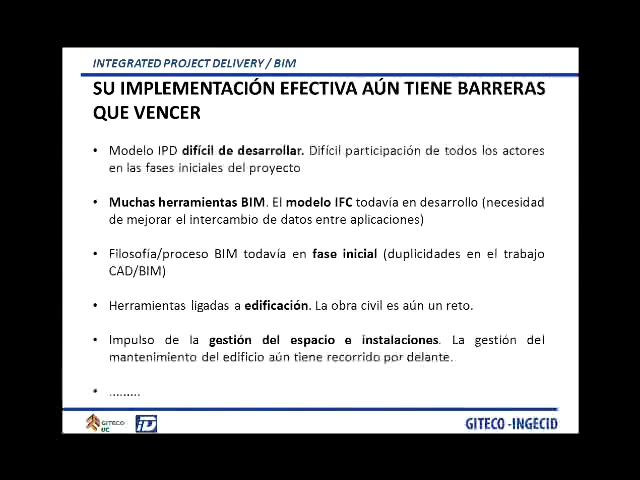 INTEGRATED PROJECT DELIVERY / BIM
SU IMPLEMENTACIÓN EFECTIVA AÚN TIENE BARRERAS
QUE VENCER
• Modelo IPD difícil de desarrollar. Difícil participación de todos los actores
en las fases iniciales del proyecto
• Muchas herramientas BIM. El modelo IFC todavía en desarrollo (necesidad
de mejorar el intercambio de datos entre aplicaciones)
• Filosofía/proceso BIM todavía en fase inicial (duplicidades en el trabajo
CAD/BIM)
• Herramientas ligadas a edificación. La obra civil es aún un reto.
• Impulso de la gestión del espacio e instalaciones. La gestión del
mantenimiento del edificio aún tiene recorrido por delante.
• .........
GITECO
UC
GITECO -INGECID